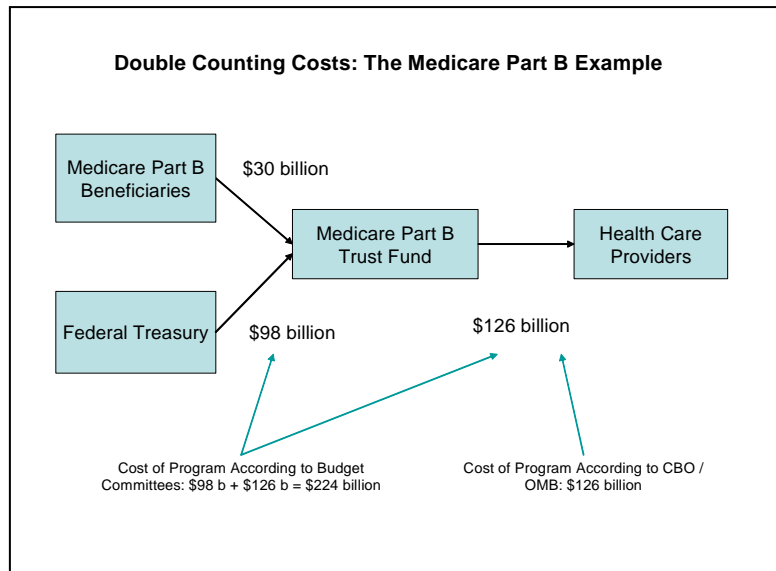 Double Counting Costs: The Medicare Part B Example
Medicare Part B
Beneficiaries
$30 billion
Medicare Part B
Trust Fund
Health Care
Providers
Federal Treasury
$98 billion
$126 billion
Cost of Program According to Budget
Committees: $98 b + $126 b = $224 billion
Cost of Program According to CBO /
OMB: $126 billion